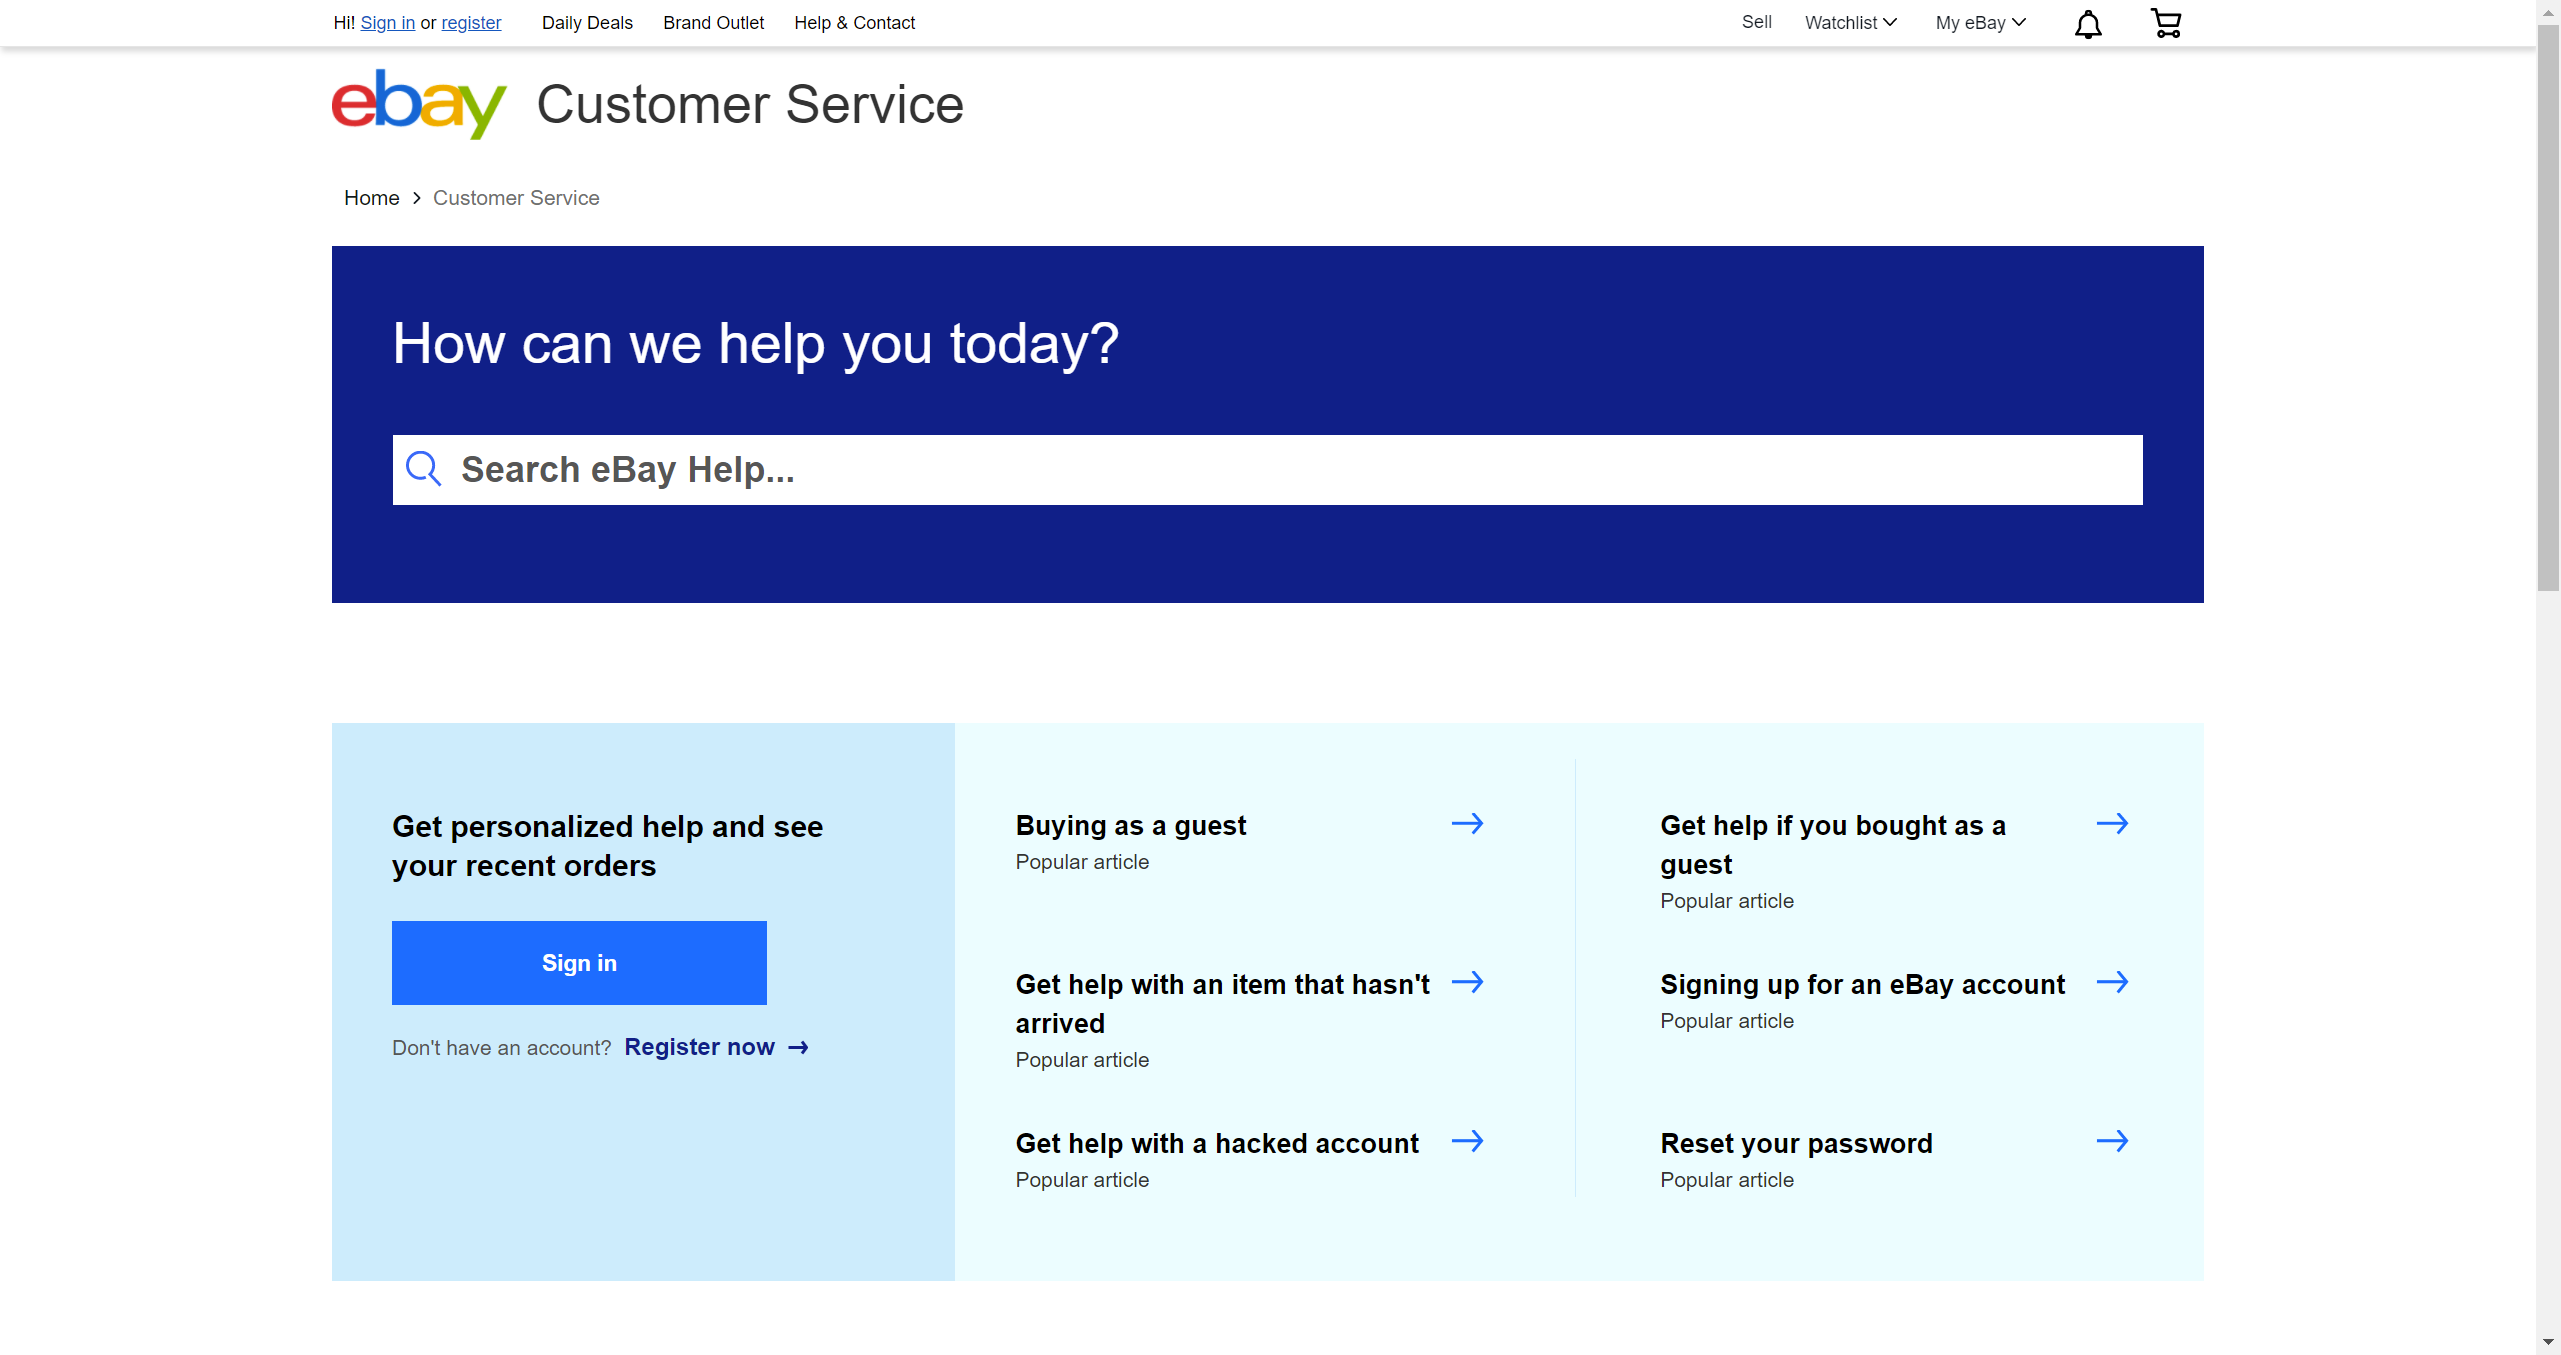 Hi! Sign in or register Daily Deals Brand Outlet Help & Contact Sell Watchlist My eBay
ebay Customer Service
Home Customer Service
How can we help you today?
Search eBay Help...
Get personalized help and see
your recent orders
Sign in
Don't have an account? Register now
Buying as a guest
Popular article
Get help if you bought as a
guest
Popular article
Get help with an item that hasn't
arrived
Popular article
Signing up for an eBay account
Popular article
Get help with a hacked account
Popular article
Reset your password
Popular article